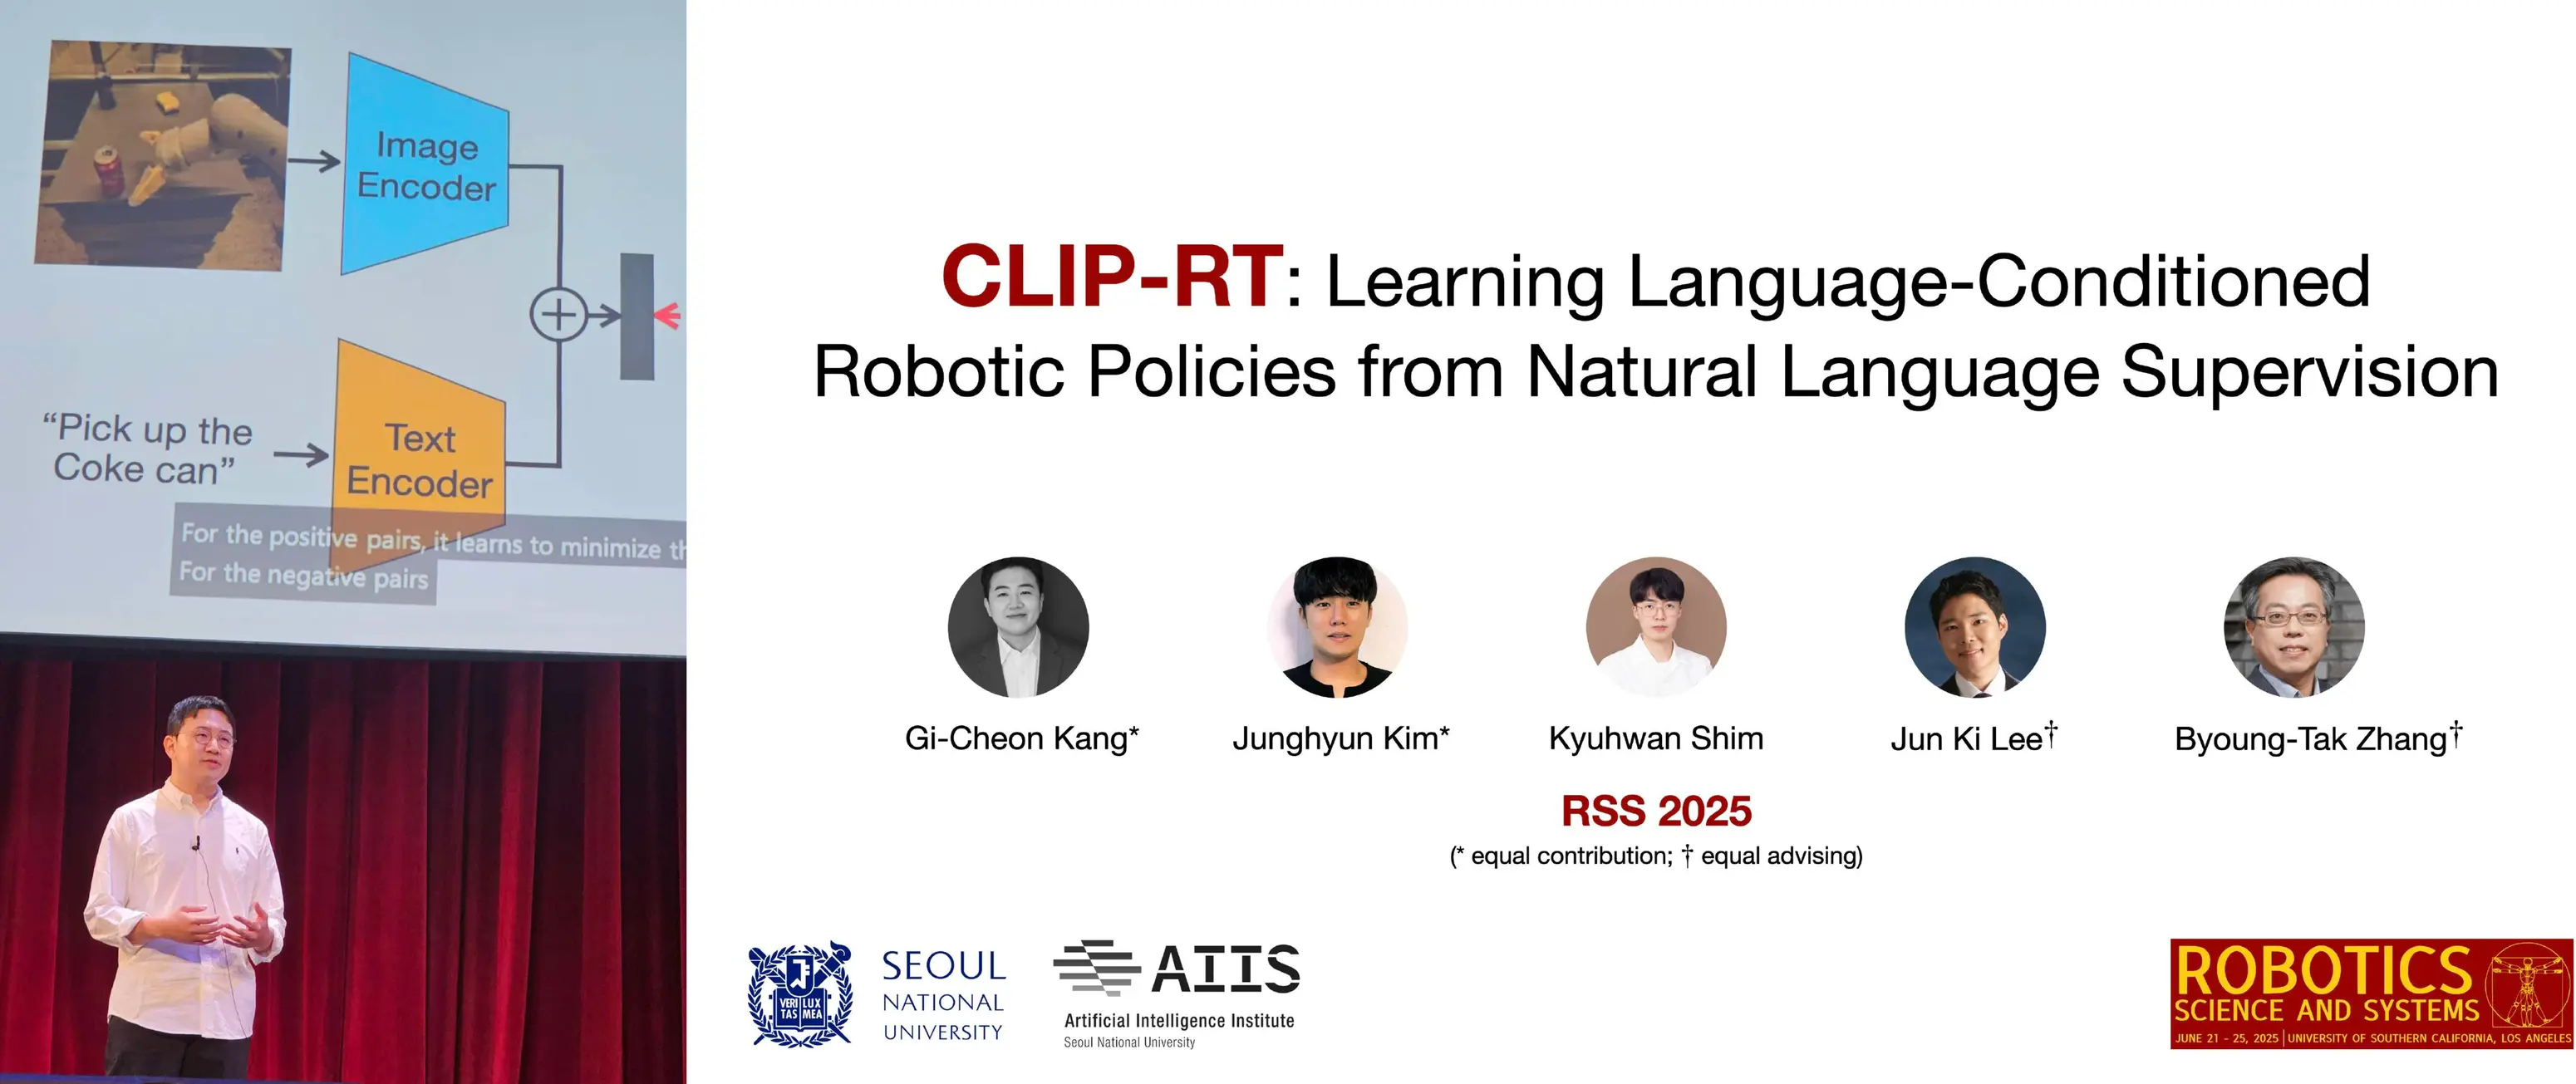 Image
Encoder
“Pick up the
Coke can”
Text
Encoder
For the positive pairs, it learns to minimize th
For the negative pairs
CLIP-RT: Learning Language-Conditioned
Robotic Policies from Natural Language Supervision
Gi-Cheon Kang*
Junghyun Kim*
Kyuhwan Shim
Jun Ki Lee†
Byoung-Tak Zhang†
RSS 2025
(* equal contribution; † equal advising)
VERI LUX
TAS MEA
SEOUL
NATIONAL
UNIVERSITY
AIIS
Artificial Intelligence Institute
Seoul National University
ROBOTICS
SCIENCE AND SYSTEMS
JUNE 21 - 25, 2025 | UNIVERSITY OF SOUTHERN CALIFORNIA, LOS ANGELES